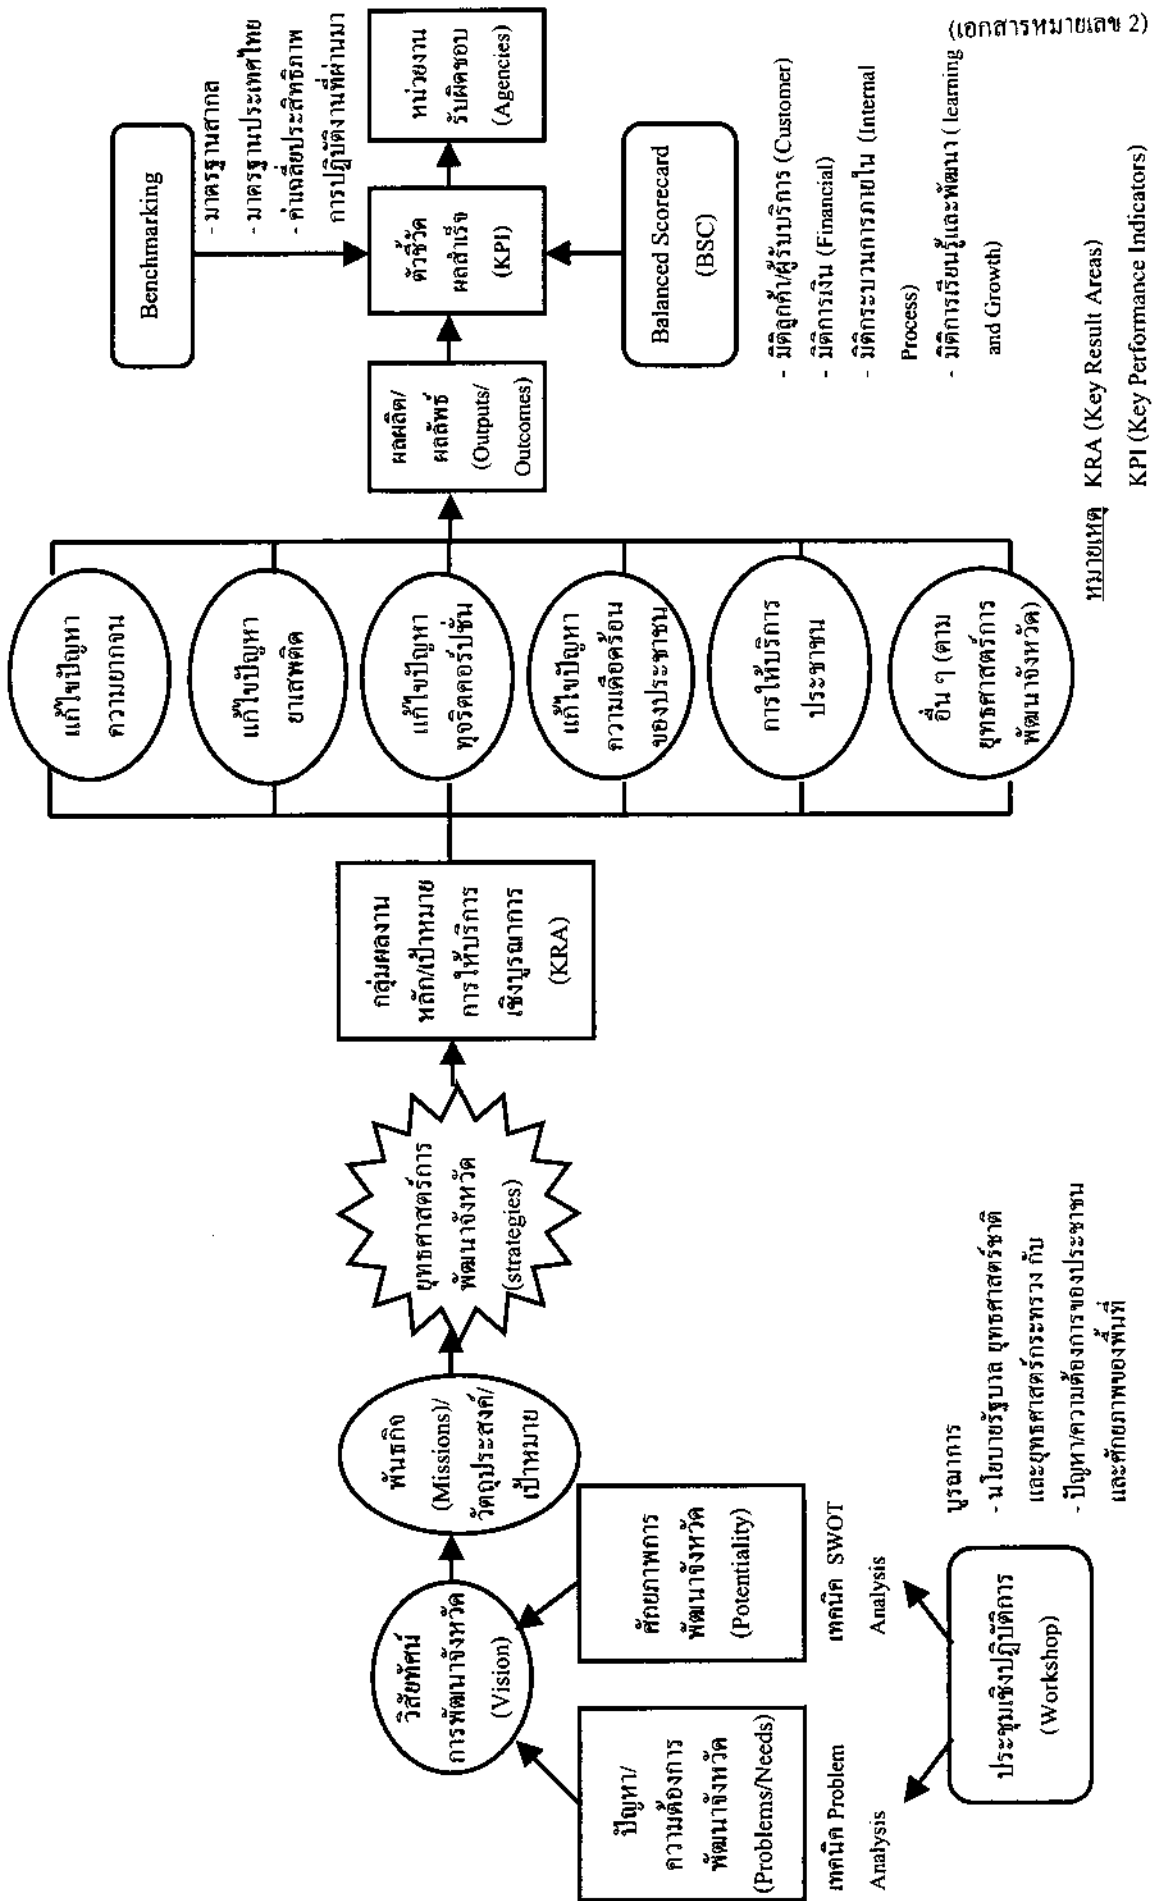 (เอกสารหมายเลข 2)
ปัญหา/
ความต้องการ
พัฒนาจังหวัด
(Problems/Needs)
เทคนิค Problem
Analysis
ศักยภาพการ
พัฒนาจังหวัด
(Potentiality)
เทคนิค SWOT
Analysis
ประชุมเชิงปฏิบัติการ
(Workshop)
บูรณาการ
- นโยบายรัฐบาล ยุทธศาสตร์ชาติ
และยุทธศาสตร์กระทรวง กับ
- ปัญหา/ความต้องการของประชาชน
และศักยภาพของพื้นที่
วิสัยทัศน์
การพัฒนาจังหวัด
(Vision)
พันธกิจ
(Missions)/
วัตถุประสงค์/
เป้าหมาย
ยุทธศาสตร์การ
พัฒนาจังหวัด
(strategies)
กลุ่มผลงาน
หลัก/เป้าหมาย
การให้บริการ
เชิงบูรณาการ
(KRA)
แก้ไขปัญหา
ความยากจน
แก้ไขปัญหา
ยาเสพติด
แก้ไขปัญหา
ทุจริตคอร์ปชั่น
แก้ไขปัญหา
ความเดือดร้อน
ของประชาชน
การให้บริการ
ประชาชน
อื่น ๆ (ตาม
ยุทธศาสตร์การ
พัฒนาจังหวัด)
ผลผลิต/
ผลลัพธ์
(Outputs/
Outcomes)
Benchmarking
- มาตรฐานสากล
- มาตรฐานประเทศไทย
- ค่าเฉลี่ยประสิทธิภาพ
การปฏิบัติงานที่ผ่านมา
ตัวชี้วัด
ผลสำเร็จ
(KPI)
หน่วยงาน
รับผิดชอบ
(Agencies)
Balanced Scorecard
(BSC)
- มิติลูกค้า/ผู้รับบริการ (Customer)
- มิติการเงิน (Financial)
- มิติกระบวนการภายใน (Internal
Process)
- มิติการเรียนรู้และพัฒนา (learning
and Growth)
หมายเหตุ KRA (Key Result Areas)
KPI (Key Performance Indicators)